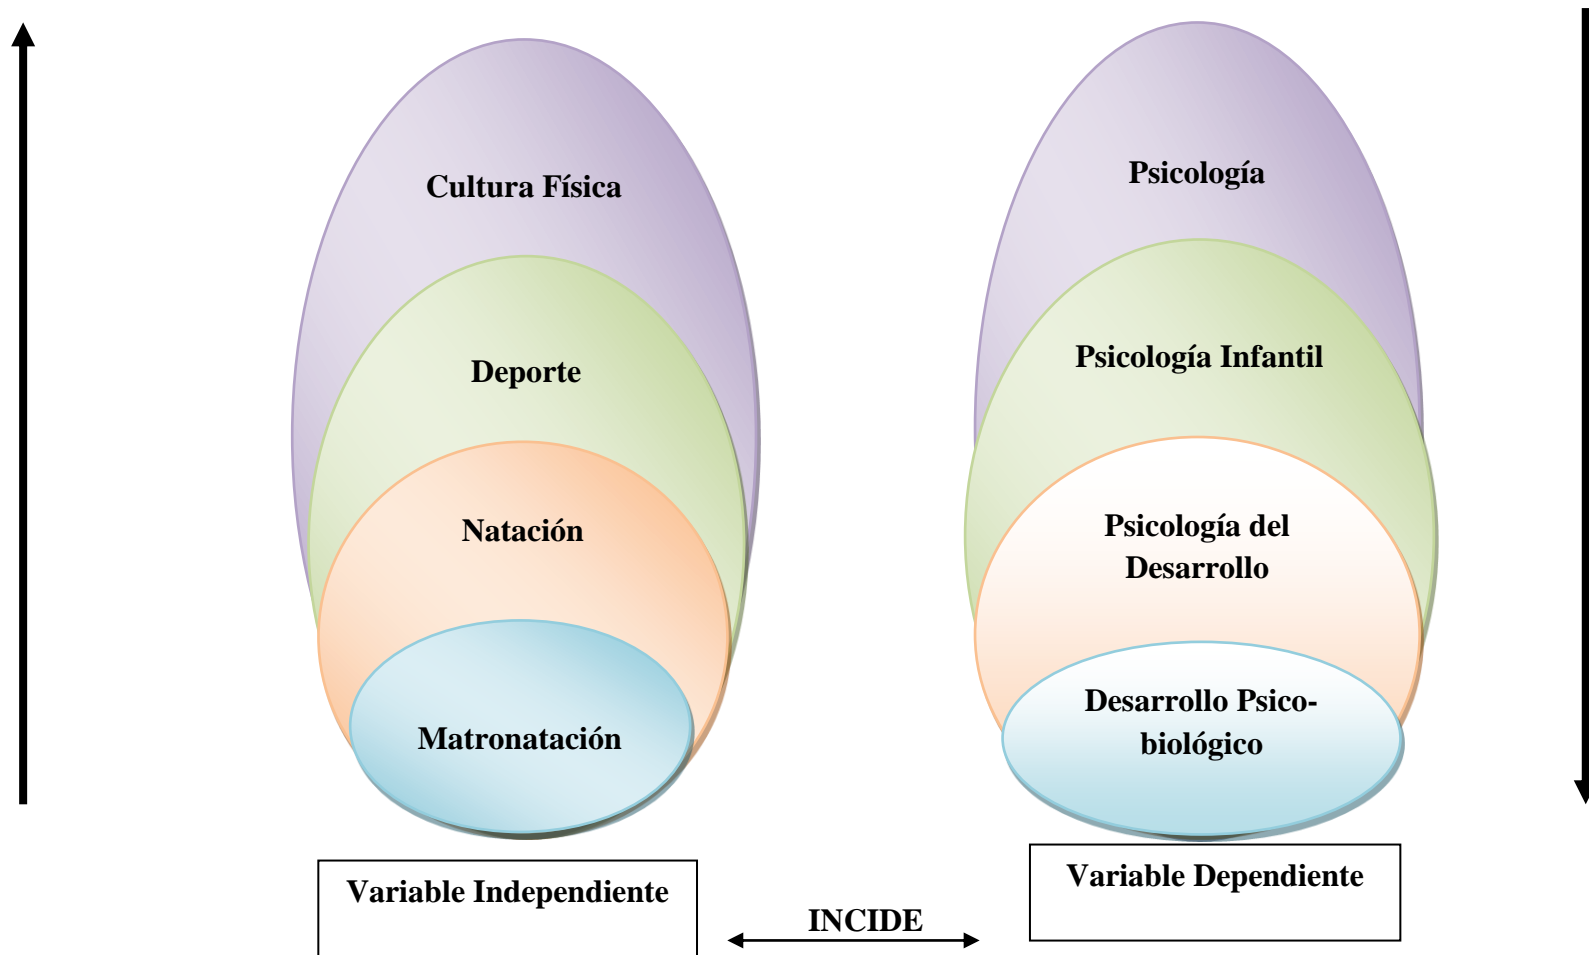 Cultura Física
Deporte
Natación
Matronatación
Variable Independiente
INCIDE
Psicología
Psicología Infantil
Psicología del
Desarrollo
Desarrollo Psico-
biológico
Variable Dependiente